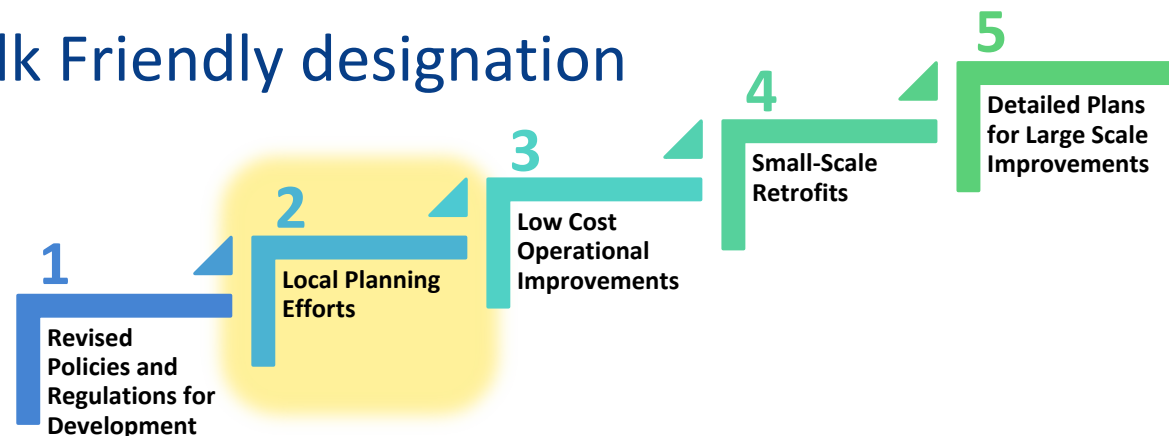 lk Friendly designation
1
Revised
Policies and
Regulations for
Development
2
Local Planning
Efforts
3
Low Cost
Operational
Improvements
4
Small-Scale
Retrofits
5
Detailed Plans
for Large Scale
Improvements